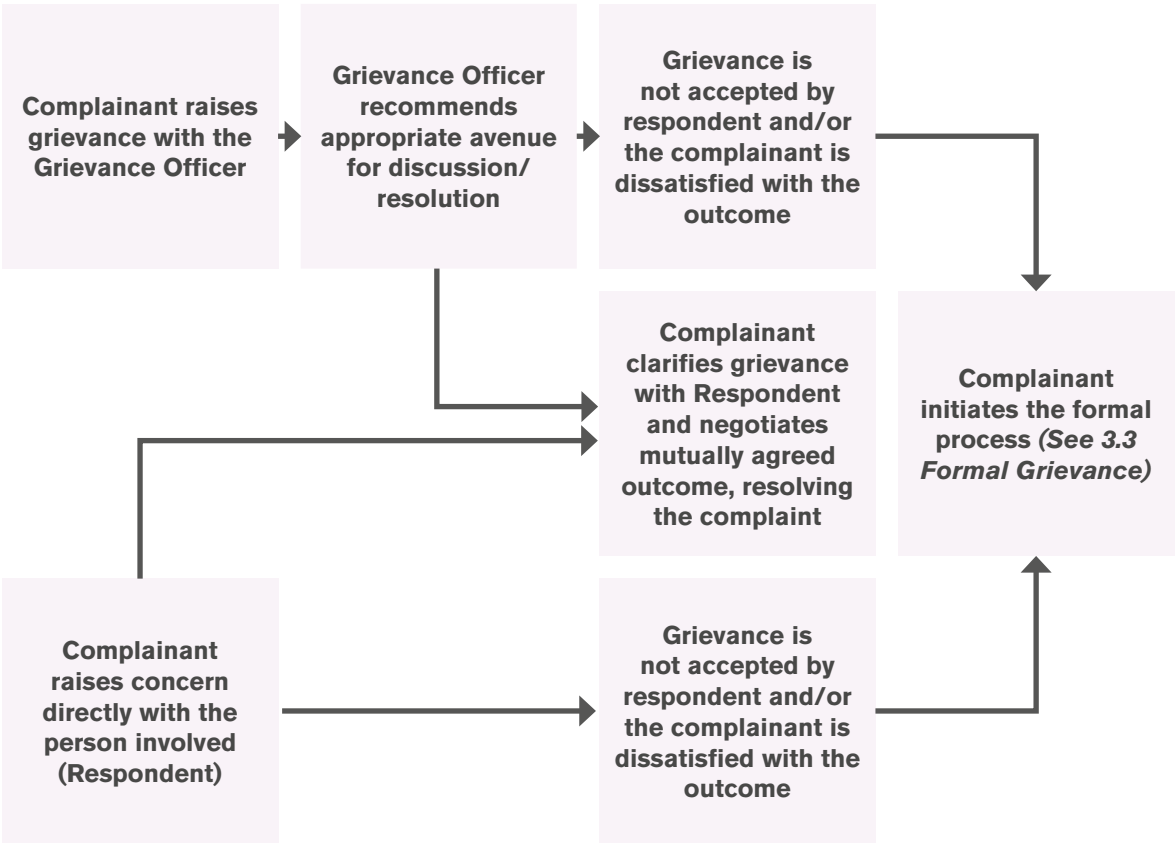 Complainant raises
grievance with the
Grievance Officer
Grievance Officer
recommends
appropriate avenue
for discussion/
resolution
Grievance is
not accepted by
respondent and/or
the complainant is
dissatisfied with the
outcome
Complainant
clarifies grievance
with Respondent
and negotiates
mutually agreed
outcome, resolving
the complaint
Complainant
initiates the formal
process (See 3.3
Formal Grievance)
Complainant
raises concern
directly with the
person involved
(Respondent)
Grievance is
not accepted by
respondent and/or
the complainant is
dissatisfied with the
outcome